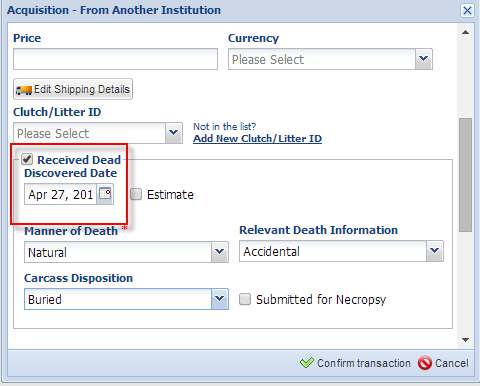 Acquisition - From Another Institution
Price Currency
Please Select
Edit Shipping Details
Clutch/Litter ID
Please Select
Not in the list?
Add New Clutch/Litter ID
Received Dead
Discovered Date
Apr 27, 201
Estimate
Manner of Death * Relevant Death Information
Natural Accidental
Carcass Disposition
Buried
Submitted for Necropsy
Confirm transaction Cancel